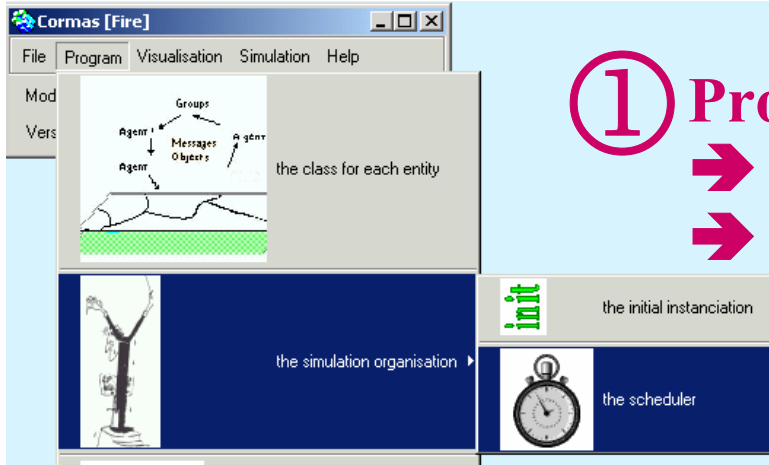 Cormas [Fire]
File Program Visualisation Simulation Help
① Pro
Mod
Vers
Groups
Agent
Agent
Messages
Objects
Agent
the class for each entity
the simulation organisation
init
the initial instanciation
the scheduler